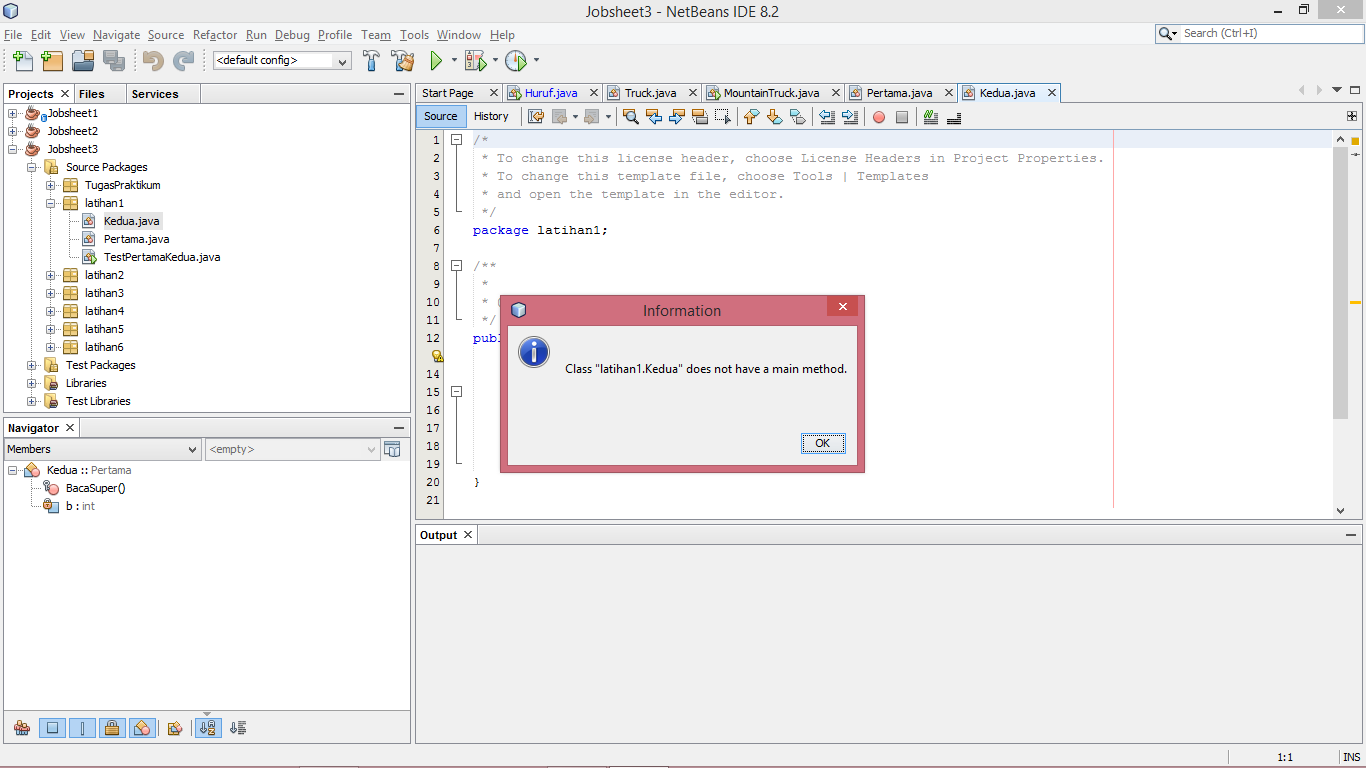 Jobsheet3 - NetBeans IDE 8.2
File Edit View Navigate Source Refactor Run Debug Profile Team Tools Window Help
Search (Ctrl+I)
<default config>
Projects Files Services
Jobsheet1
Jobsheet2
Jobsheet3
Source Packages
TugasPraktikum
latihan1
Kedua.java
Pertama.java
TestPertamaKedua.java
latihan2
latihan3
latihan4
latihan5
latihan6
Test Packages
Libraries
Test Libraries
Navigator
Members <empty>
Kedua :: Pertama
BacaSuper()
b : int
Start Page Huruf.java Truck.java MountainTruck.java Pertama.java Kedua.java
Source History
1 /*
2 * To change this license header, choose License Headers in Project Properties.
3 * To change this template file, choose Tools | Templates
4 * and open the template in the editor.
5 */
6 package latihan1;
7
8 /**
9 *
10 *
11 */
12 publ
14
15
16
17
18
19
20 }
21
Information
Class "latihan1.Kedua" does not have a main method.
OK
Output
1:1 INS